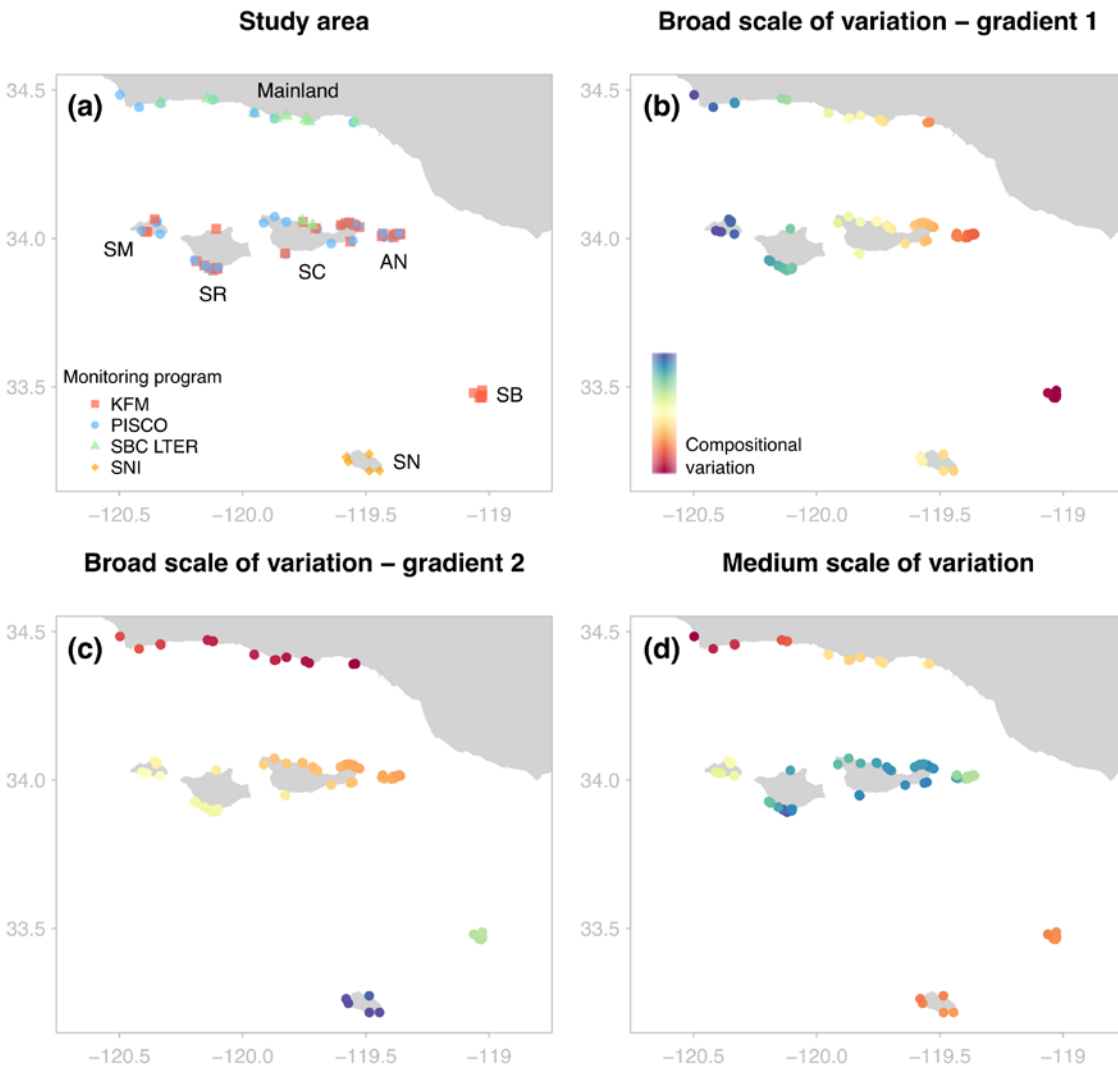 Study area
Broad scale of variation – gradient 1
34.5
34.0
33.5
(a)
Mainland
SM
SR
SC
AN
SB
SN
Monitoring program
KFM
PISCO
SBC LTER
SNI
−120.5
−120.0
−119.5
−119
34.5
34.0
33.5
(b)
Compositional
variation
−120.5
−120.0
−119.5
−119
Broad scale of variation – gradient 2
Medium scale of variation
34.5
34.0
33.5
(c)
−120.5
−120.0
−119.5
−119
34.5
34.0
33.5
(d)
−120.5
−120.0
−119.5
−119